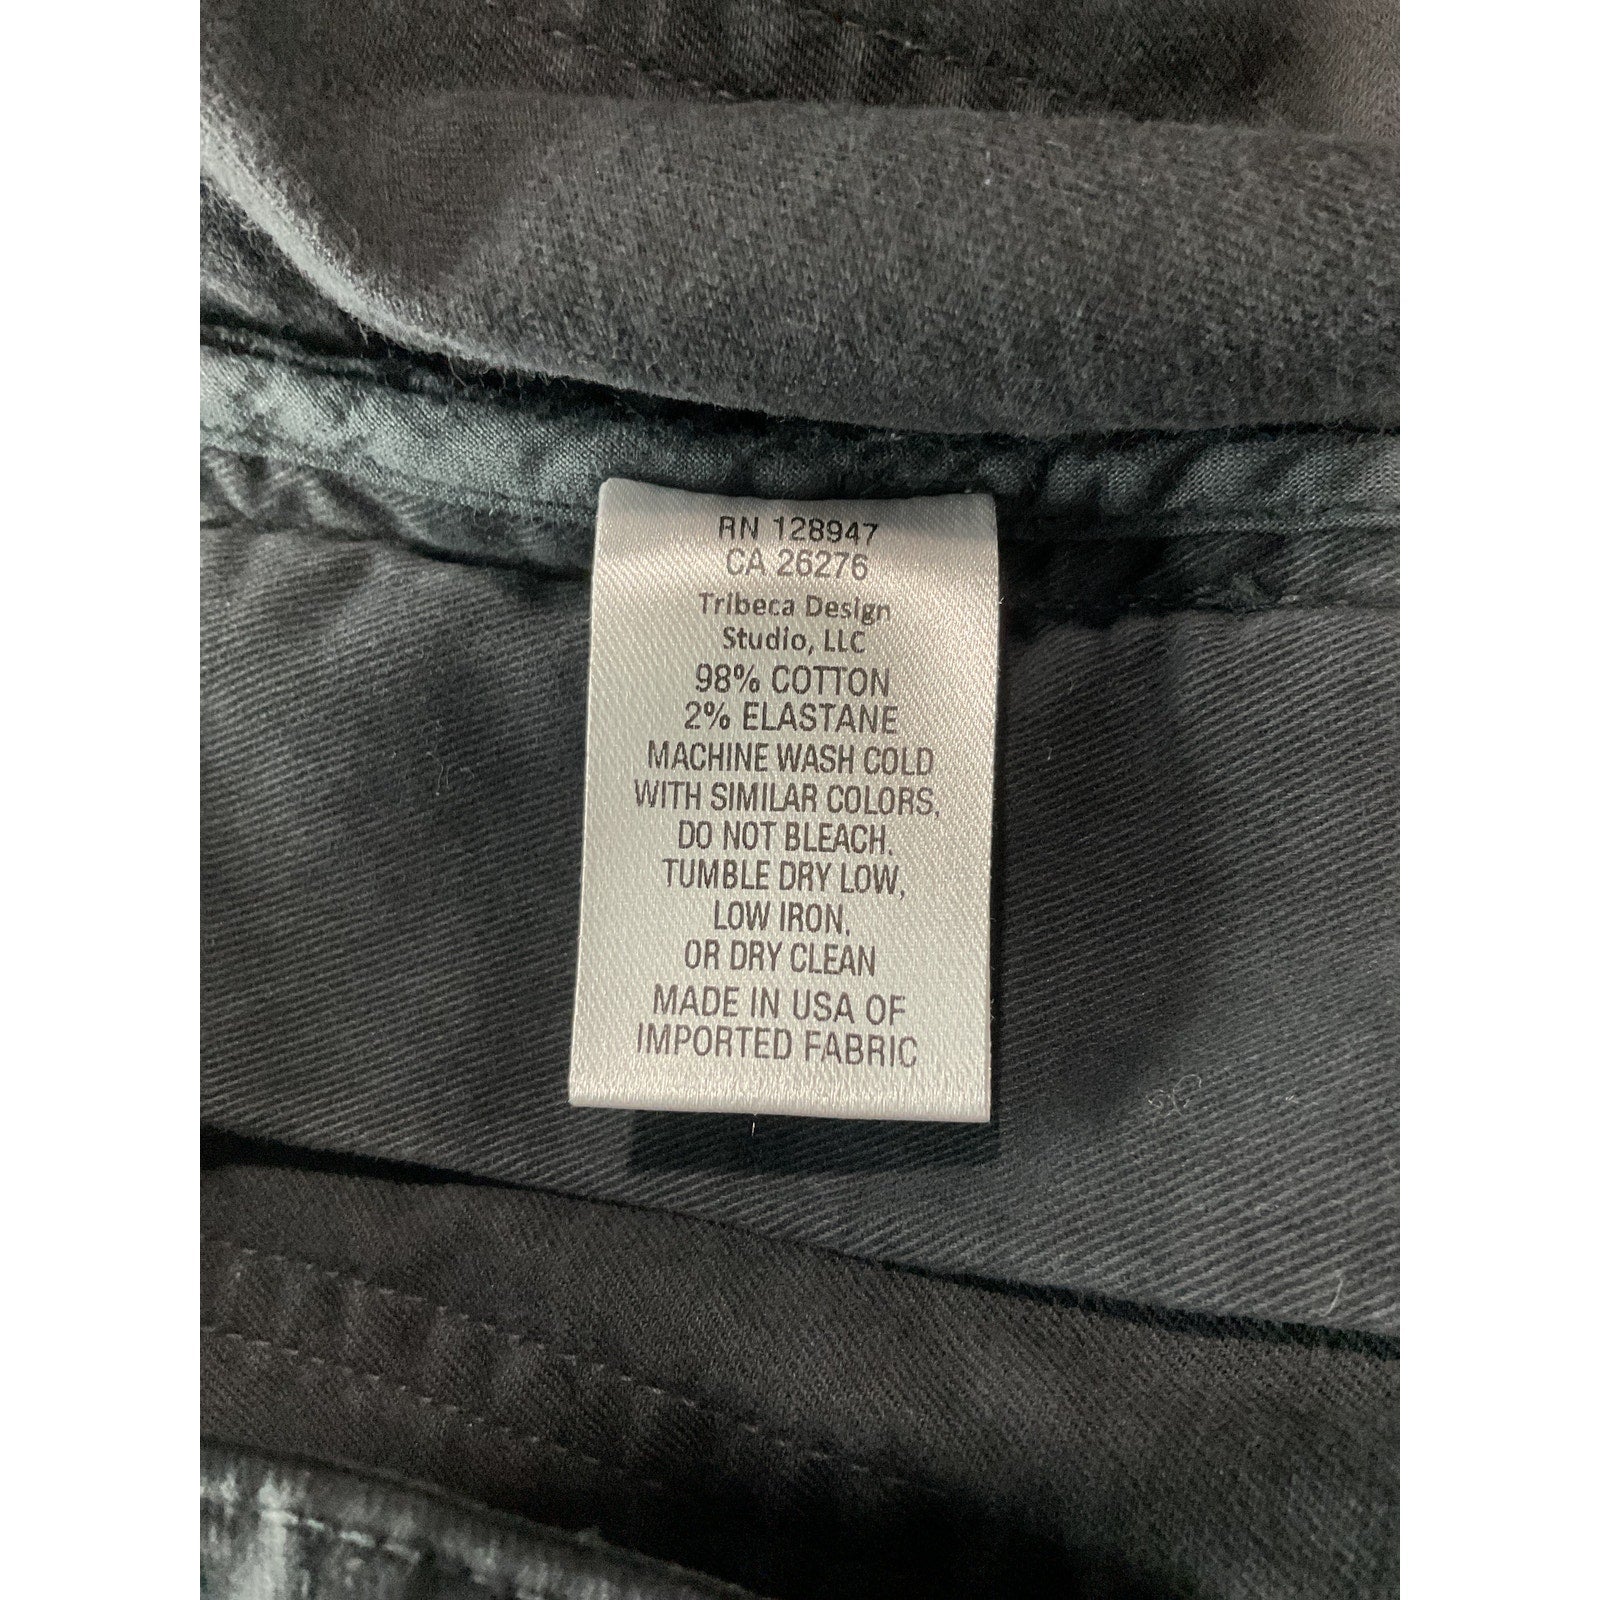 RN 128947
CA 26276
Tribeca Design
Studio, LLC
98% COTTON
2% ELASTANE
MACHINE WASH COLD
WITH SIMILAR COLORS,
DO NOT BLEACH.
TUMBLE DRY LOW,
LOW IRON.
OR DRY CLEAN
MADE IN USA OF
IMPORTED FABRIC